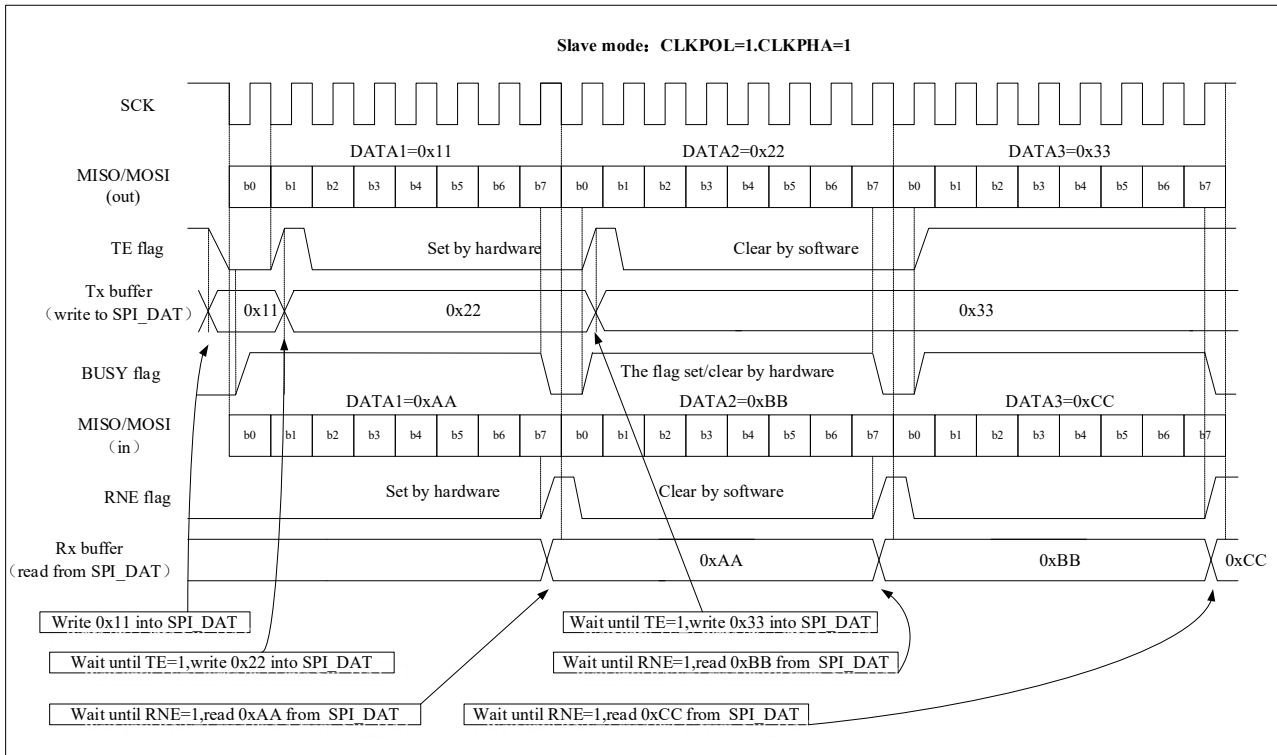 Slave mode：CLKPOL=1.CLKPHA=1
SCK
DATA1=0x11 DATA2=0x22 DATA3=0x33
MISO/MOSI
(out)
b0 b1 b2 b3 b4 b5 b6 b7 b0 b1 b2 b3 b4 b5 b6 b7 b0 b1 b2 b3 b4 b5 b6 b7
TE flag
Set by hardware Clear by software
Tx buffer
（write to SPI_DAT）
0x11 0x22 0x33
BUSY flag
The flag set/clear by hardware
DATA1=0xAA DATA2=0xBB DATA3=0xCC
MISO/MOSI
（in）
b0 b1 b2 b3 b4 b5 b6 b7 b0 b1 b2 b3 b4 b5 b6 b7 b0 b1 b2 b3 b4 b5 b6 b7
RNE flag
Set by hardware Clear by software
Rx buffer
（read from SPI_DAT）
0xAA 0xBB 0xCC
Write 0x11 into SPI_DAT
Wait until TE=1,write 0x33 into SPI_DAT
Wait until TE=1,write 0x22 into SPI_DAT
Wait until RNE=1,read 0xBB from SPI_DAT
Wait until RNE=1,read 0xAA from SPI_DAT
Wait until RNE=1,read 0xCC from SPI_DAT